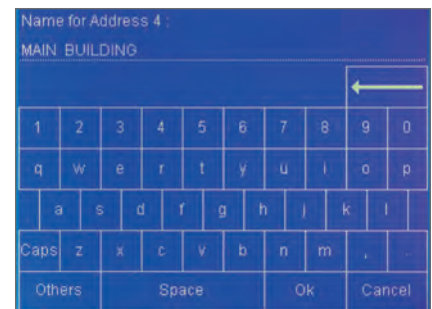 Name for Address 4 :
MAIN BUILDING
1 2 3 4 5 6 7 8 9 0
q w e r t y u i o p
a s d f g h j k l
Caps z x c v b n m , .
Others Space Ok Cancel